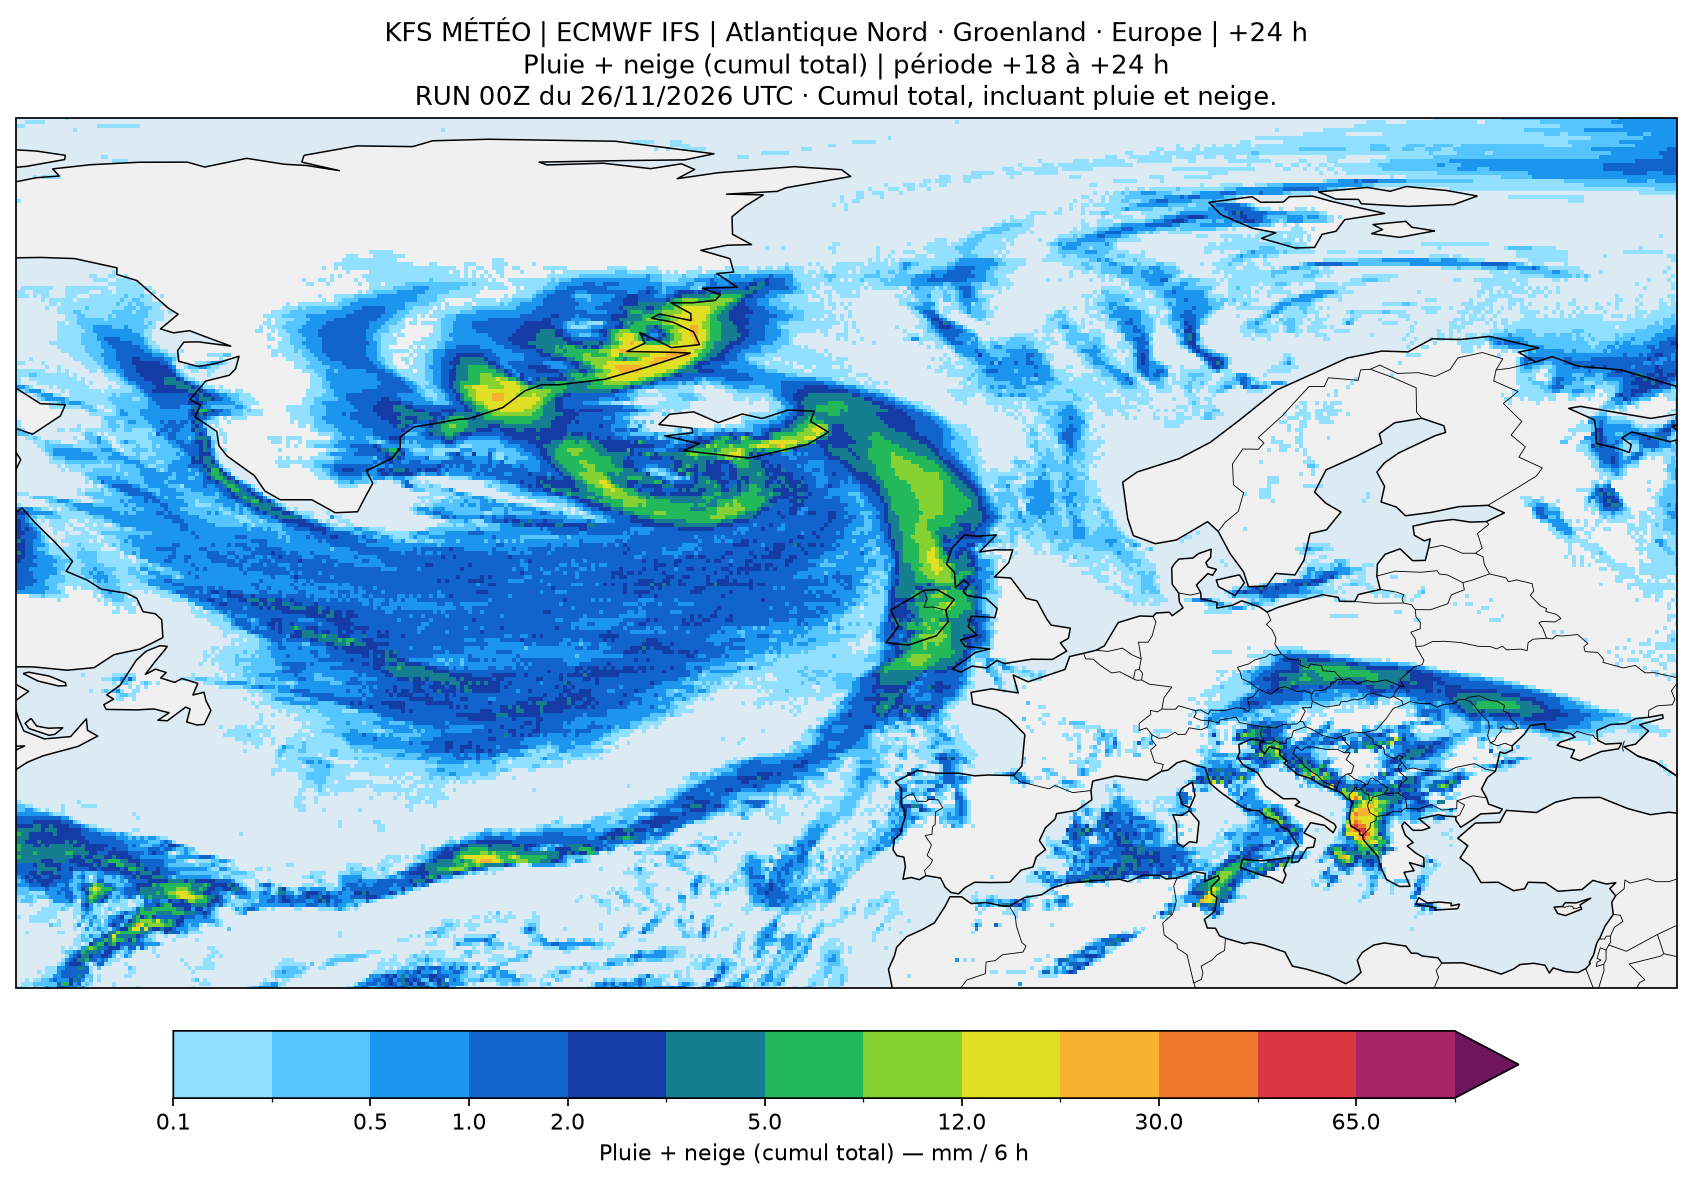 KFS MÉTÉO | ECMWF IFS | Atlantique Nord · Groenland · Europe | +24 h
Pluie + neige (cumul total) | période +18 à +24 h
RUN 00Z du 26/11/2026 UTC · Cumul total, incluant pluie et neige.
0.1 0.5 1.0 2.0 5.0 12.0 30.0 65.0
Pluie + neige (cumul total) — mm / 6 h